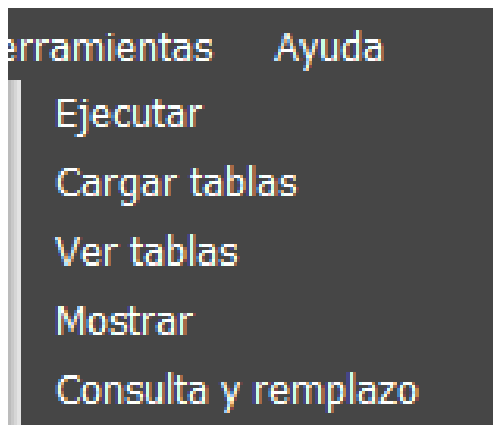 erramientas Ayuda
Ejecutar
Cargar tablas
Ver tablas
Mostrar
Consulta y remplazo